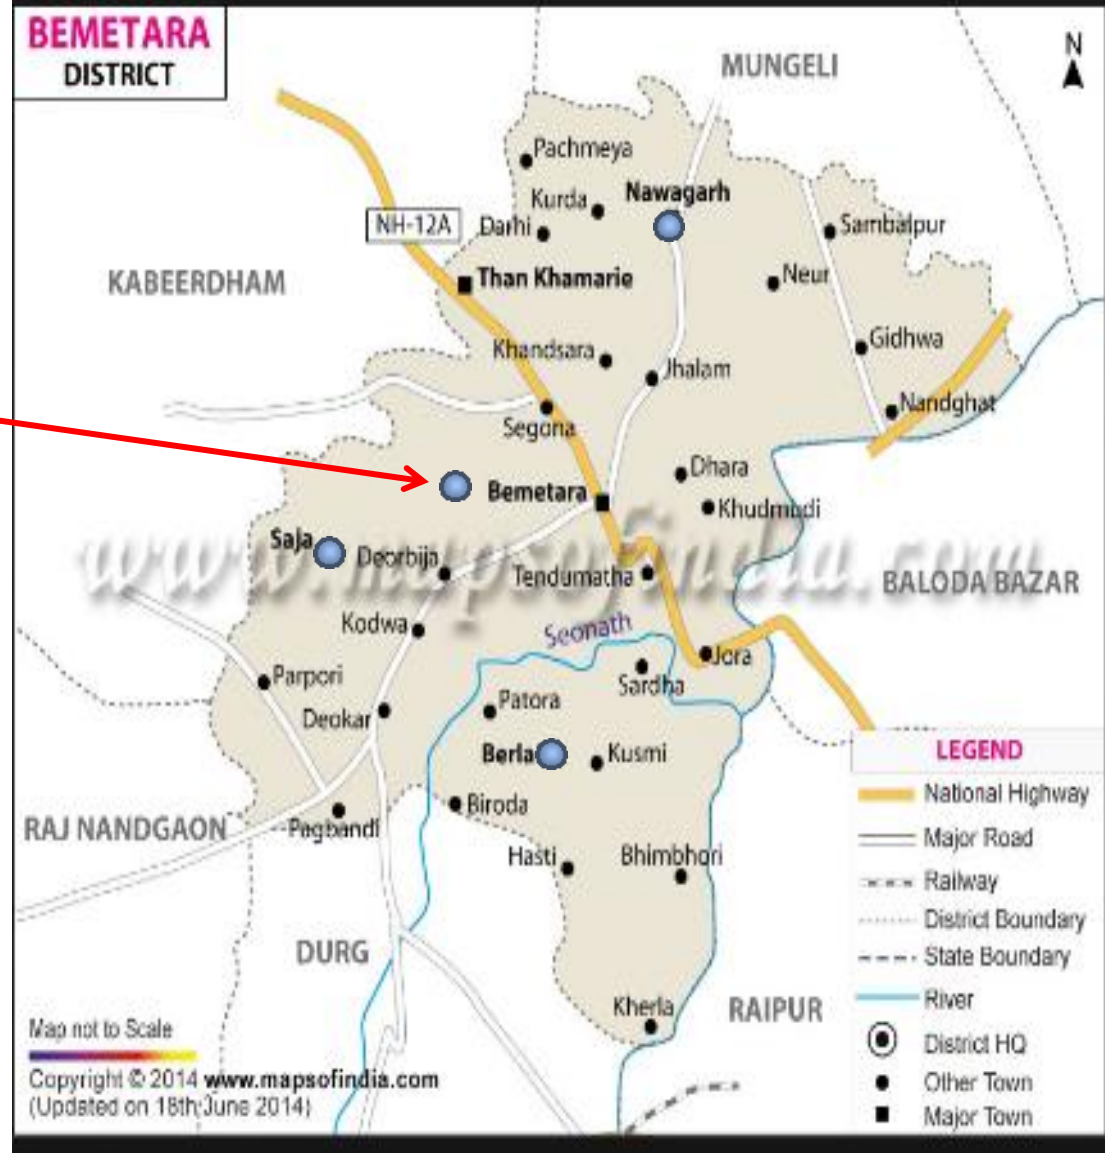 BEMETARA
DISTRICT
N
MUNGELI
Pachmeya
Kurda
Nawagarh
NH-12A
Darhi
Sambalpur
KABEERDHAM
Than Khamarie
Neur
Khandsara
Jhalam
Gidhwa
Segona
Nandghat
Bemetara
Dhara
Khudmudi
Saja
Deorbija
Tendumatha
www.mapsofindia.com
BALODA BAZAR
Kodwa
Seonath
Jora
Parpori
Sardha
Deokar
Patora
Berla
Kusmi
Biroda
RAJ NANDGAON
Pagbandi
Hasti
Bhimbhori
DURG
Kherla
RAIPUR
LEGEND
National Highway
Major Road
Railway
District Boundary
State Boundary
River
District HQ
Other Town
Major Town
Map not to Scale
Copyright © 2014 www.mapsofindia.com
(Updated on 18th June 2014)